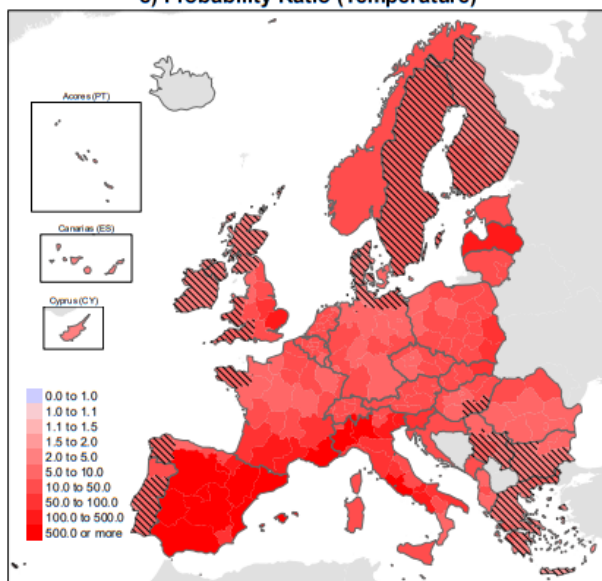 c) Probability Ratio (Temperature)
Acores (PT)
Canarias (ES)
Cyprus (CY)
0.0 to 1.0
1.0 to 1.1
1.1 to 1.5
1.5 to 2.0
2.0 to 5.0
5.0 to 10.0
10.0 to 50.0
50.0 to 100.0
100.0 to 500.0
500.0 or more